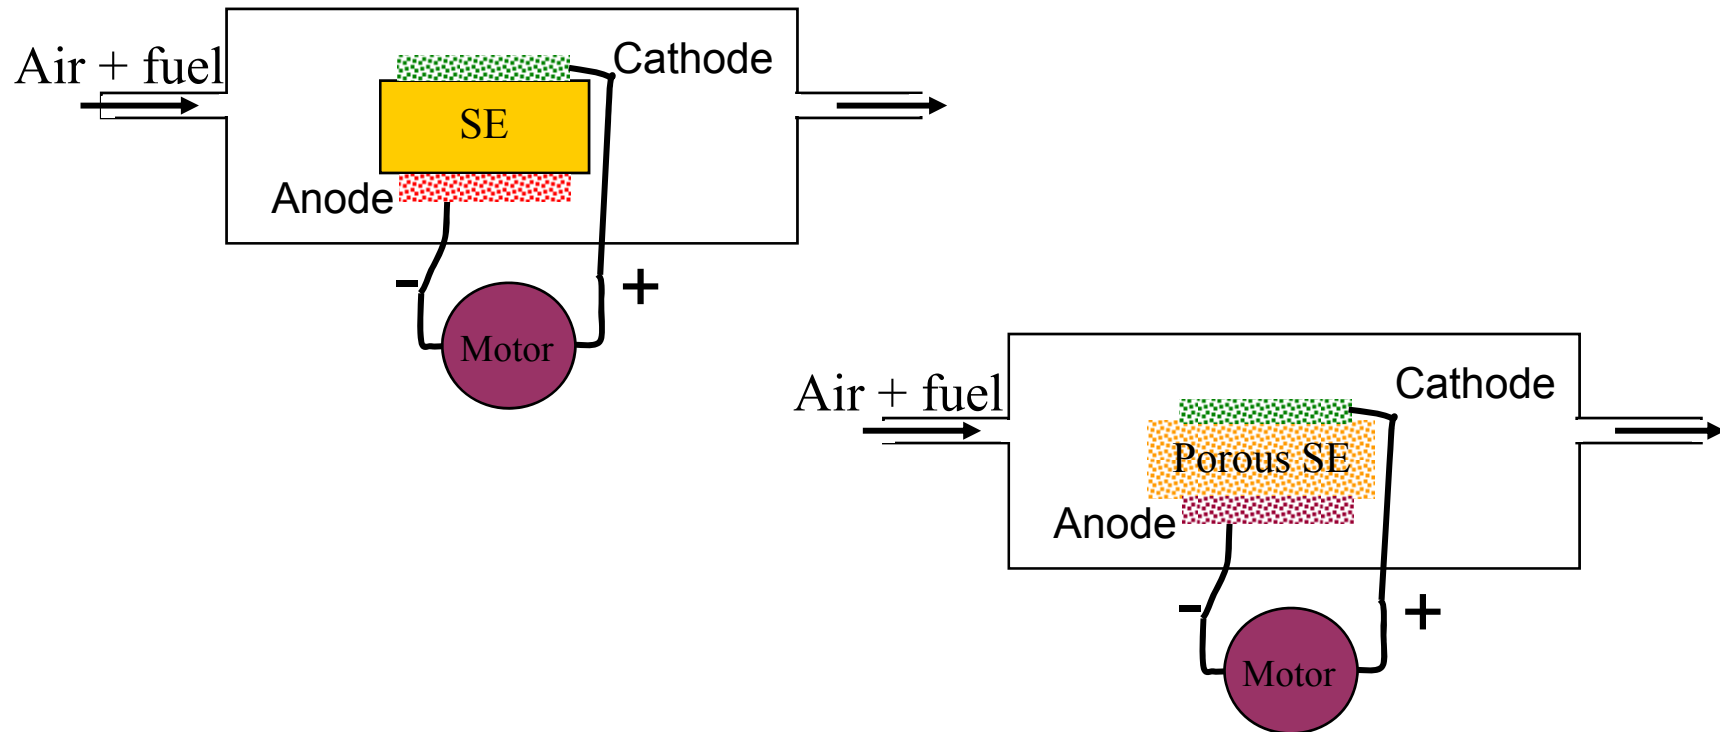 Air + fuel
Cathode
SE
Anode
-
+
Motor
Air + fuel
Cathode
Porous SE
Anode
-
+
Motor